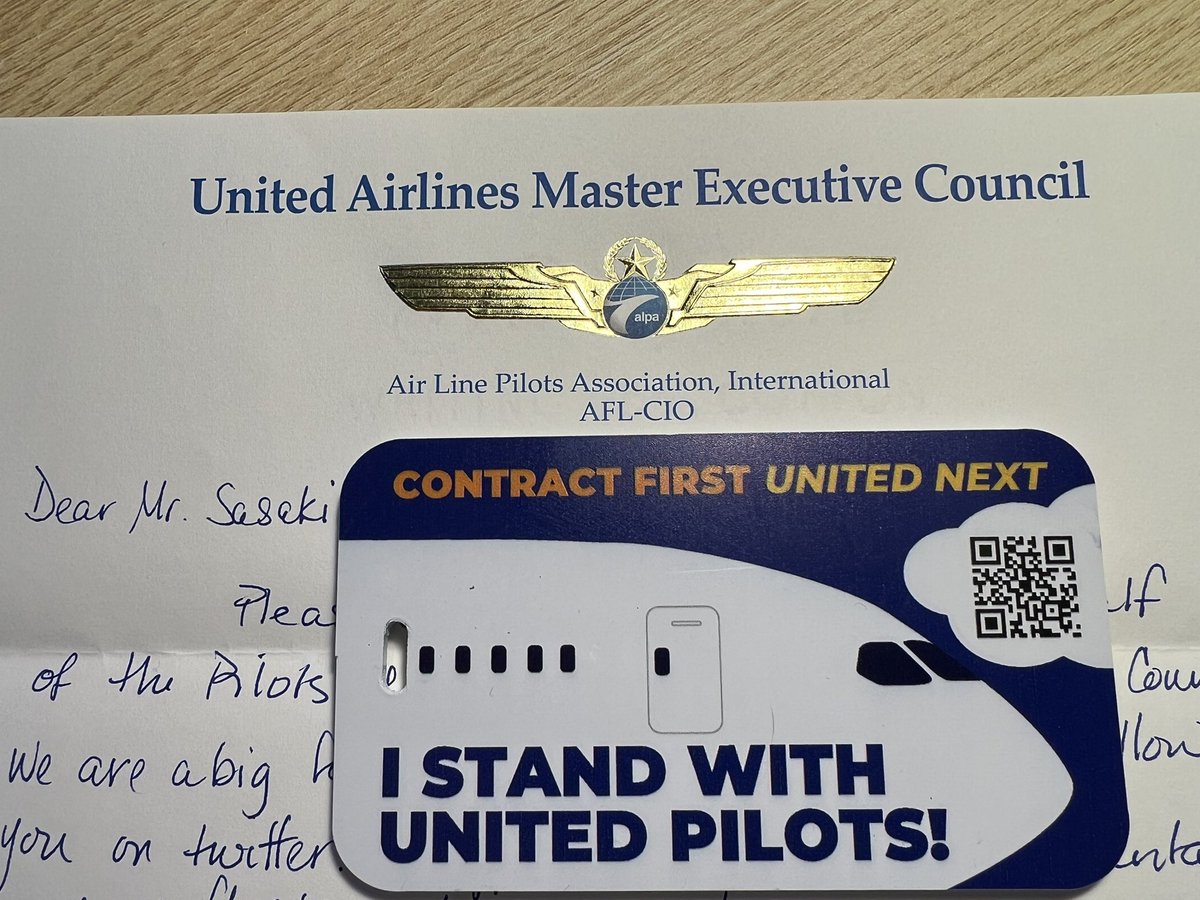 United Airlines Master Executive Council
alpa
Air Line Pilots Association, International
AFL-CIO
CONTRACT FIRST UNITED NEXT
Dear Mr. Sasaki
of the Pilots
We are a big
you on twitter.
I STAND WITH
UNITED PILOTS!